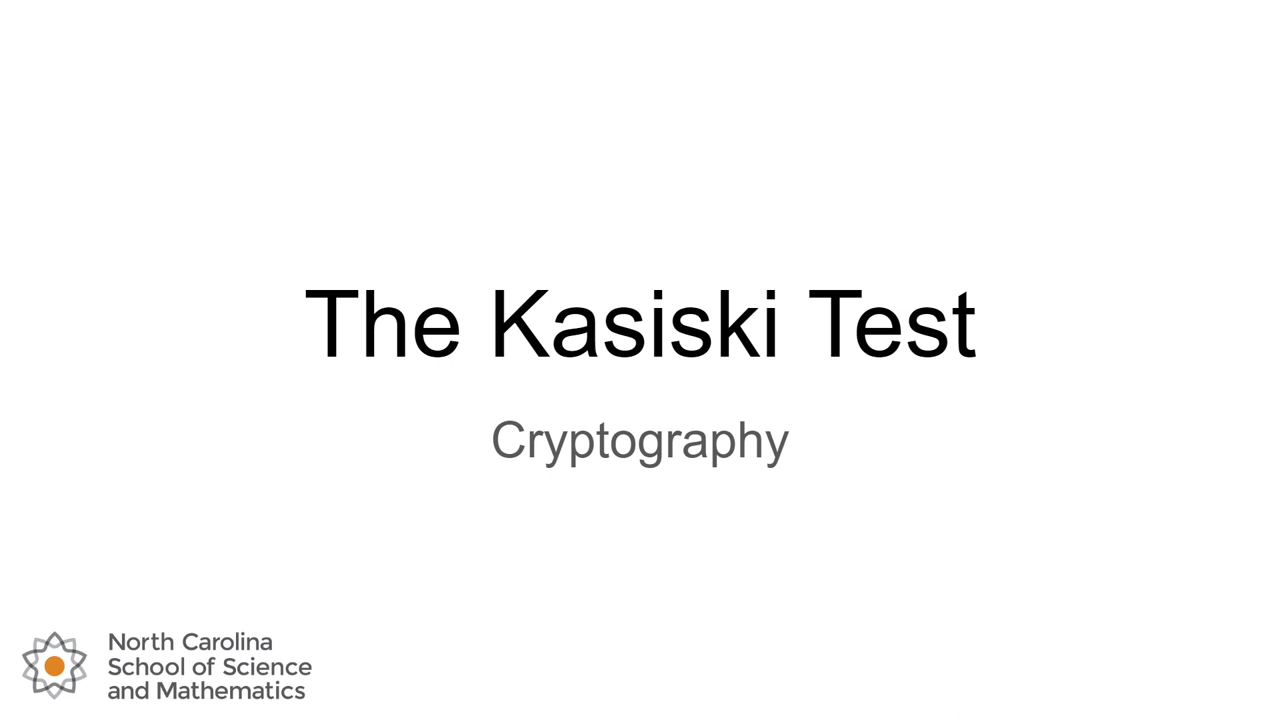 The Kasiski Test
Cryptography
North Carolina
School of Science
and Mathematics